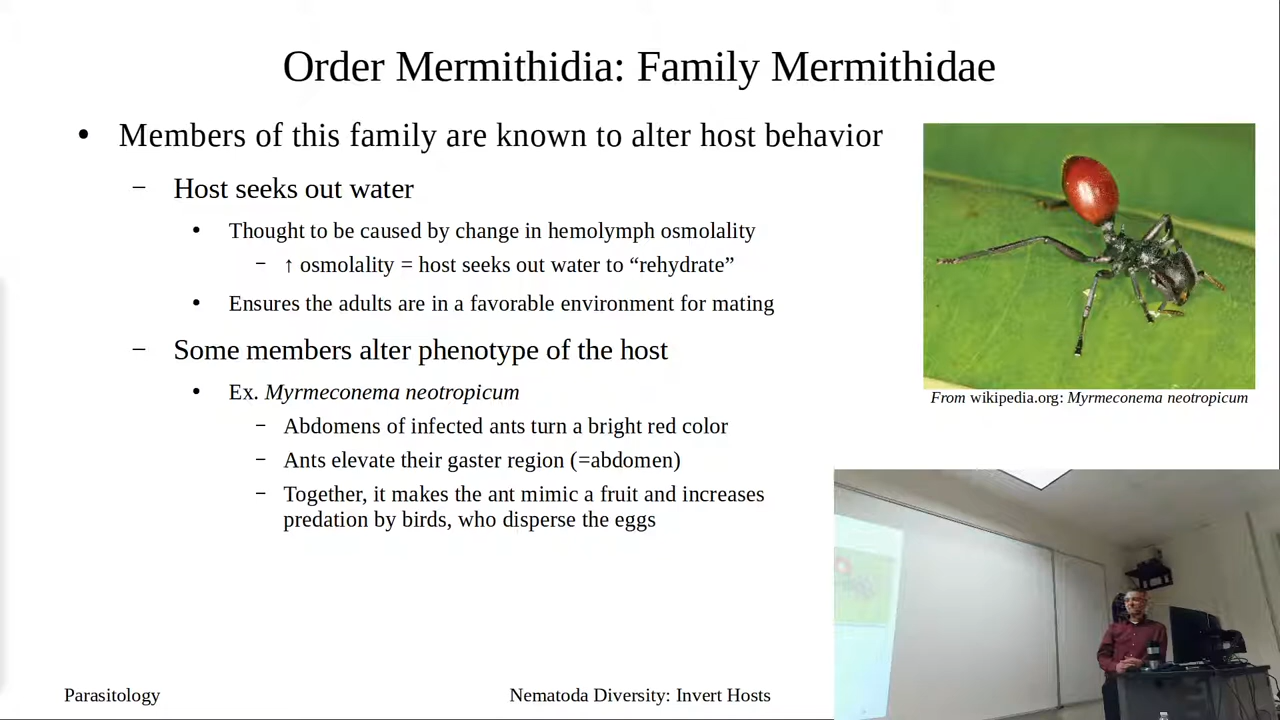 Order Mermithidia: Family Mermithidae
• Members of this family are known to alter host behavior
– Host seeks out water
• Thought to be caused by change in hemolymph osmolality
– ↑ osmolality = host seeks out water to “rehydrate”
• Ensures the adults are in a favorable environment for mating
– Some members alter phenotype of the host
• Ex. Myrmeconema neotropicum
– Abdomens of infected ants turn a bright red color
– Ants elevate their gaster region (=abdomen)
– Together, it makes the ant mimic a fruit and increases
predation by birds, who disperse the eggs
From wikipedia.org: Myrmeconema neotropicum
Parasitology
Nematoda Diversity: Invert Hosts